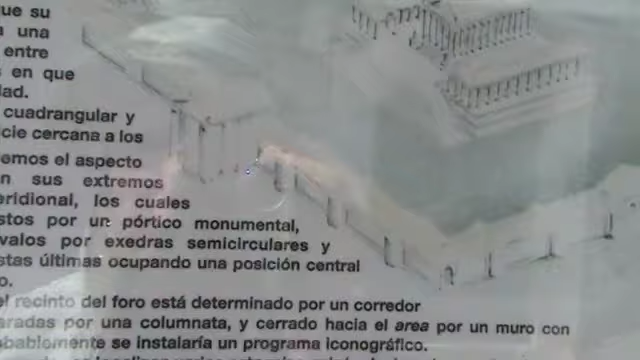 ue su
una
entre
en que
dad.
cuadrangular y
cie cercana a los
emos el aspecto
n sus extremos
eridional, los cuales
stos por un pórtico monumental,
valos por exedras semicirculares y
stas últimas ocupando una posición central
o.
el recinto del foro está determinado por un corredor
aradas por una columnata, y cerrado hacia el area por un muro con
bablemente se instalaría un programa iconográfico.